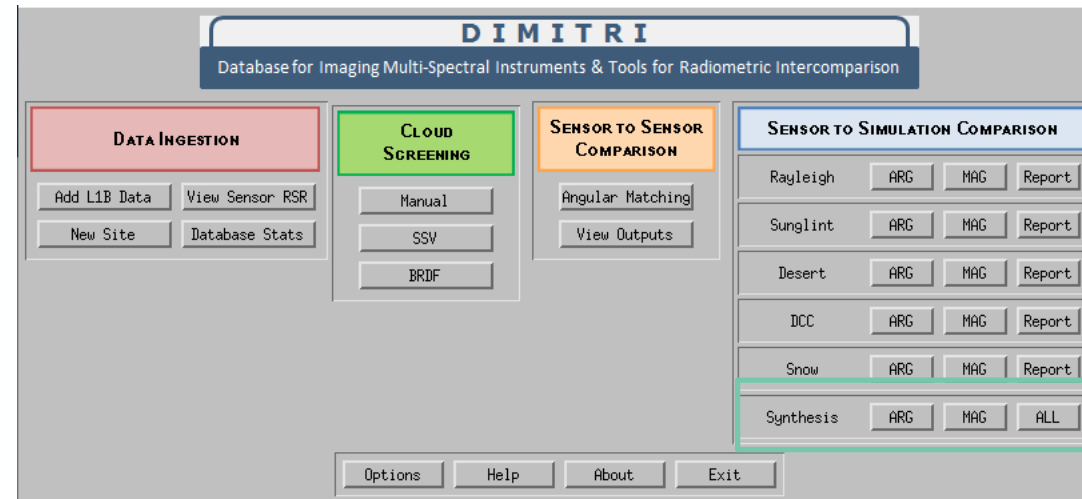 DIMITRI
Database for Imaging Multi-Spectral Instruments & Tools for Radiometric Intercomparison
DATA INGESTION
Add L1B Data View Sensor RSR
New Site Database Stats
CLOUD
SCREENING
Manual
SSV
BRDF
SENSOR TO SENSOR
COMPARISON
Angular Matching
View Outputs
SENSOR TO SIMULATION COMPARISON
Rayleigh ARG MAG Report
Sunglint ARG MAG Report
Desert ARG MAG Report
DCC ARG MAG Report
Snow ARG MAG Report
Synthesis ARG MAG ALL
Options Help About Exit